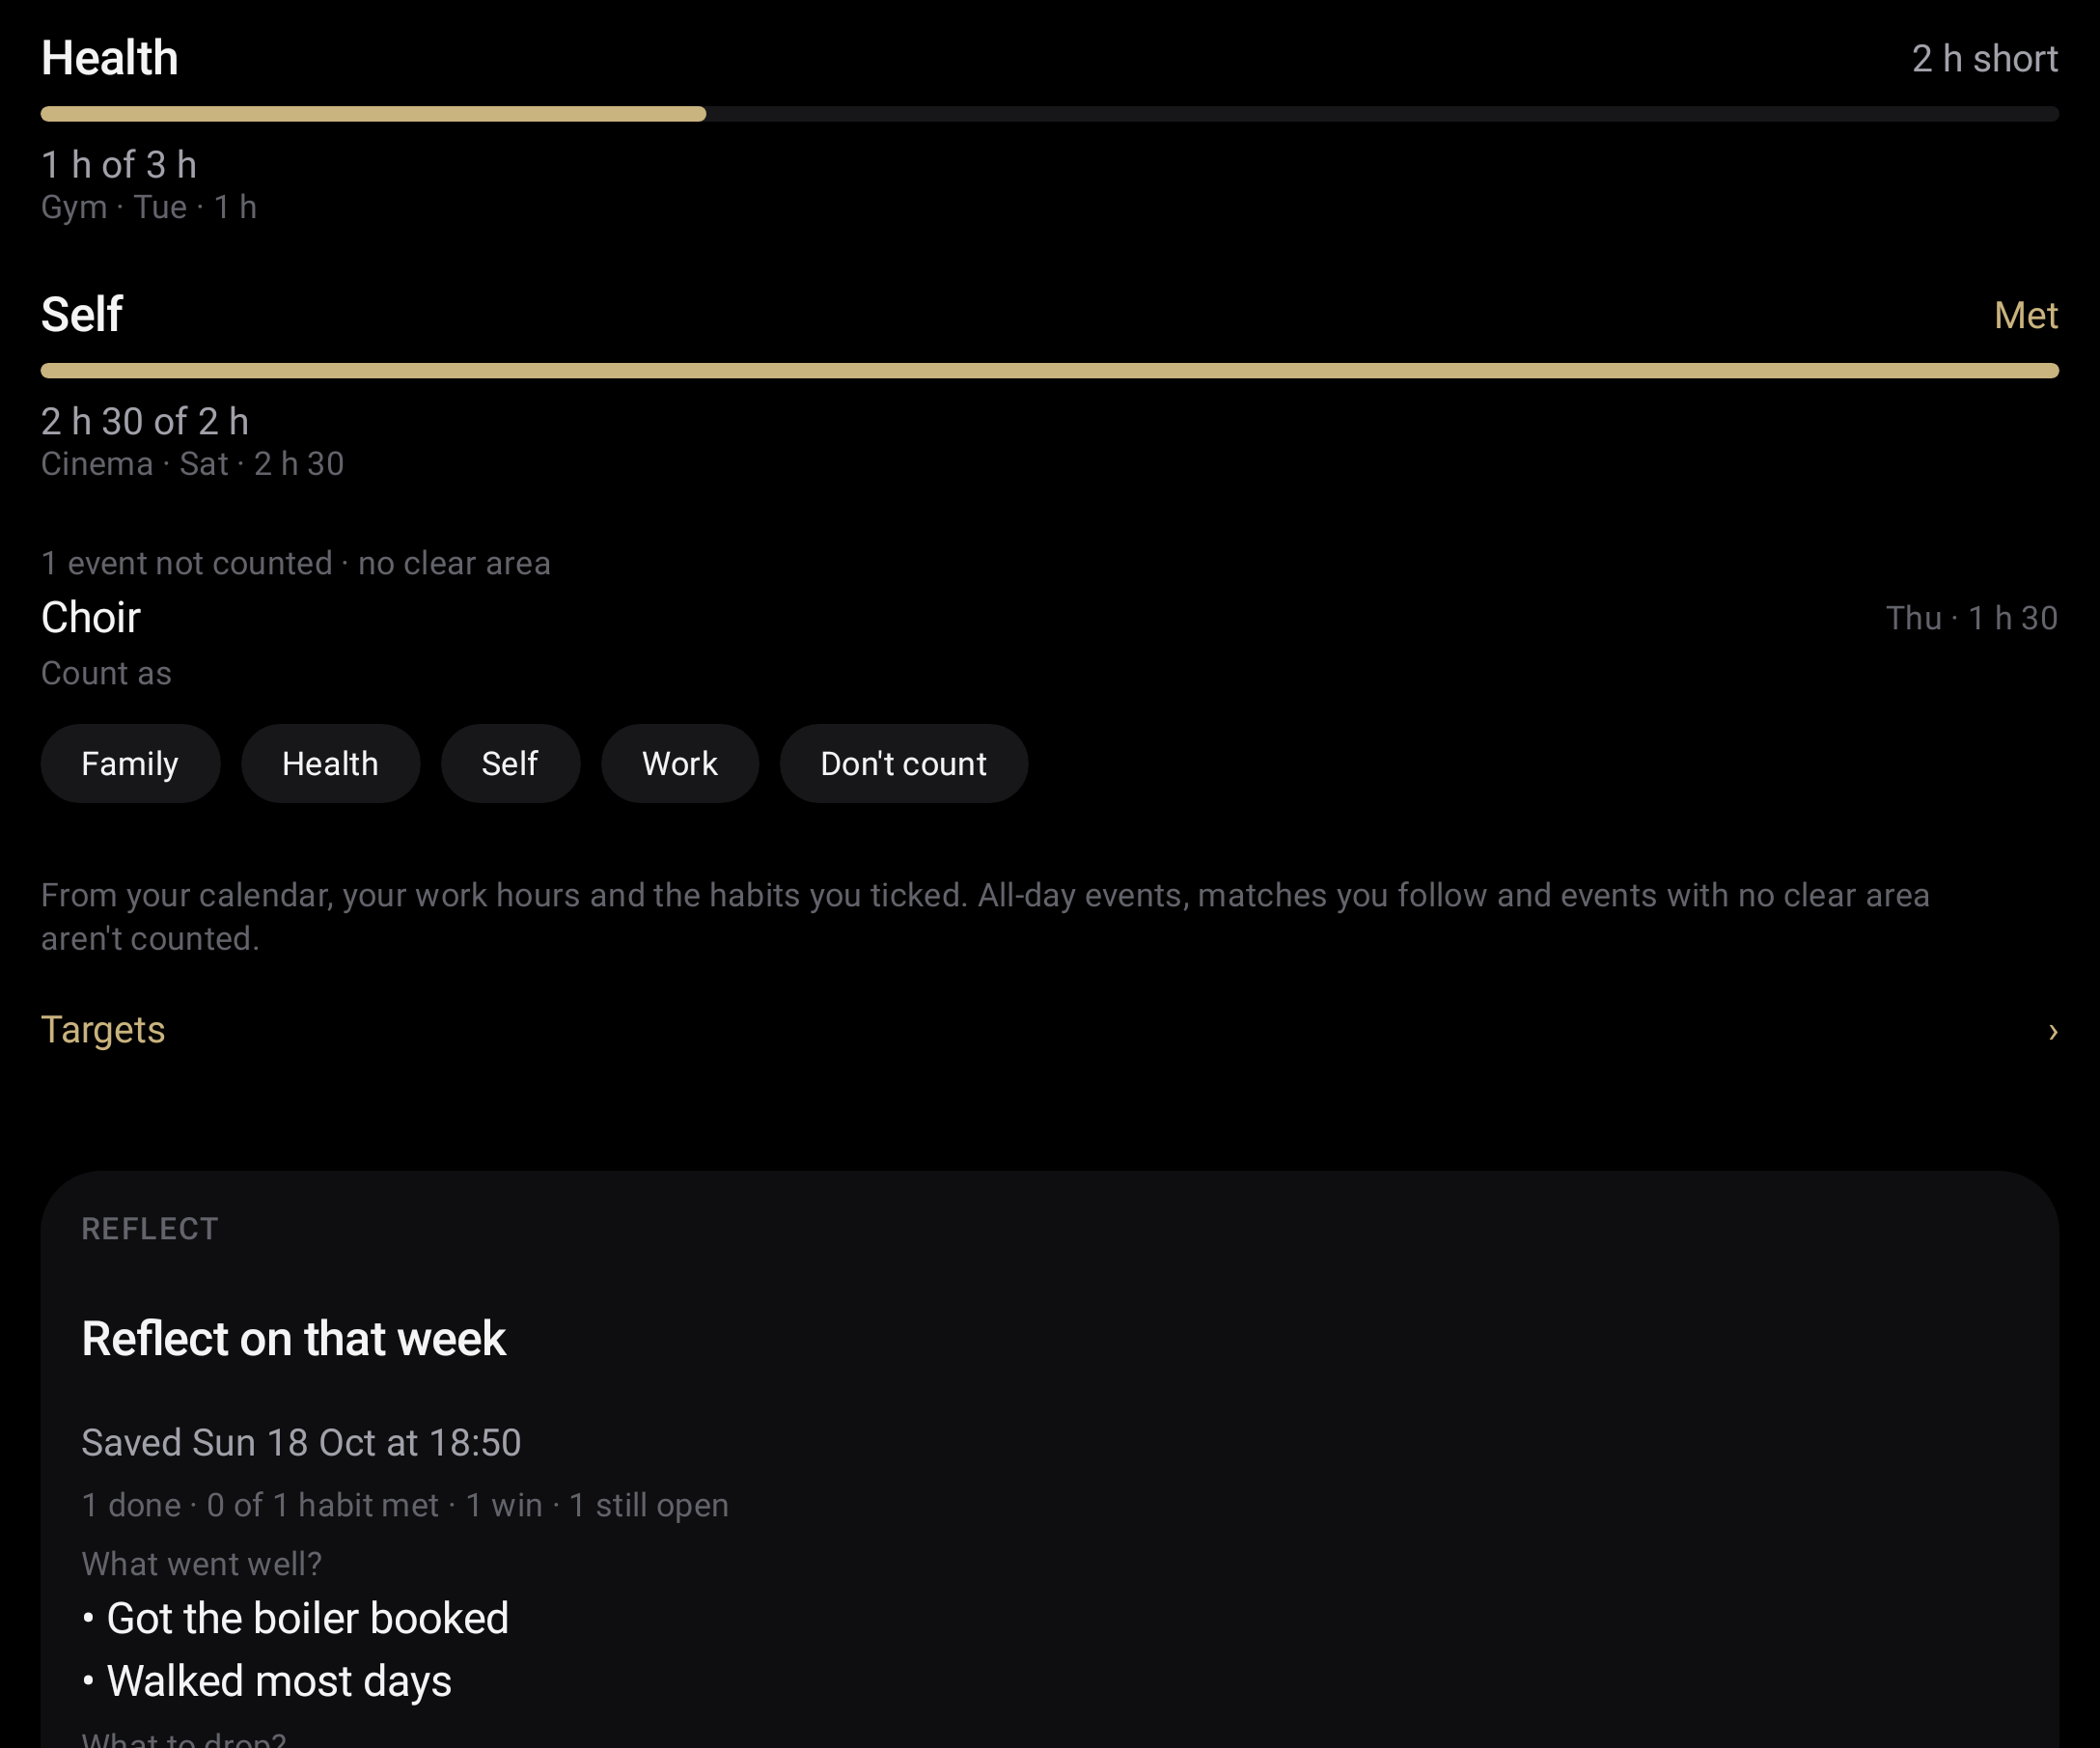 Health
2 h short
1 h of 3 h
Gym · Tue · 1 h
Self
Met
2 h 30 of 2 h
Cinema · Sat · 2 h 30
1 event not counted · no clear area
Choir
Thu · 1 h 30
Count as
Family
Health
Self
Work
Don't count
From your calendar, your work hours and the habits you ticked. All-day events, matches you follow and events with no clear area
aren't counted.
Targets
›
REFLECT
Reflect on that week
Saved Sun 18 Oct at 18:50
1 done · 0 of 1 habit met · 1 win · 1 still open
What went well?
• Got the boiler booked
• Walked most days
What to drop?